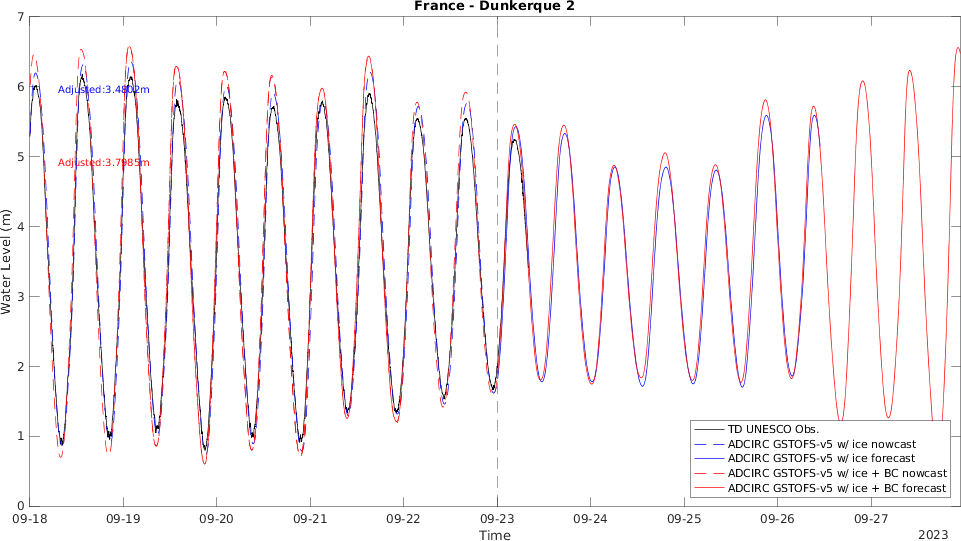 France - Dunkerque 2
Water Level (m)
7
6
5
4
3
2
1
0
Adjusted:3.4802m
Adjusted:3.7985m
TD UNESCO Obs.
ADCIRC GSTOFS-v5 w/ ice nowcast
ADCIRC GSTOFS-v5 w/ ice forecast
ADCIRC GSTOFS-v5 w/ ice + BC nowcast
ADCIRC GSTOFS-v5 w/ ice + BC forecast
09-18 09-19 09-20 09-21 09-22 09-23 09-24 09-25 09-26 09-27
Time
2023